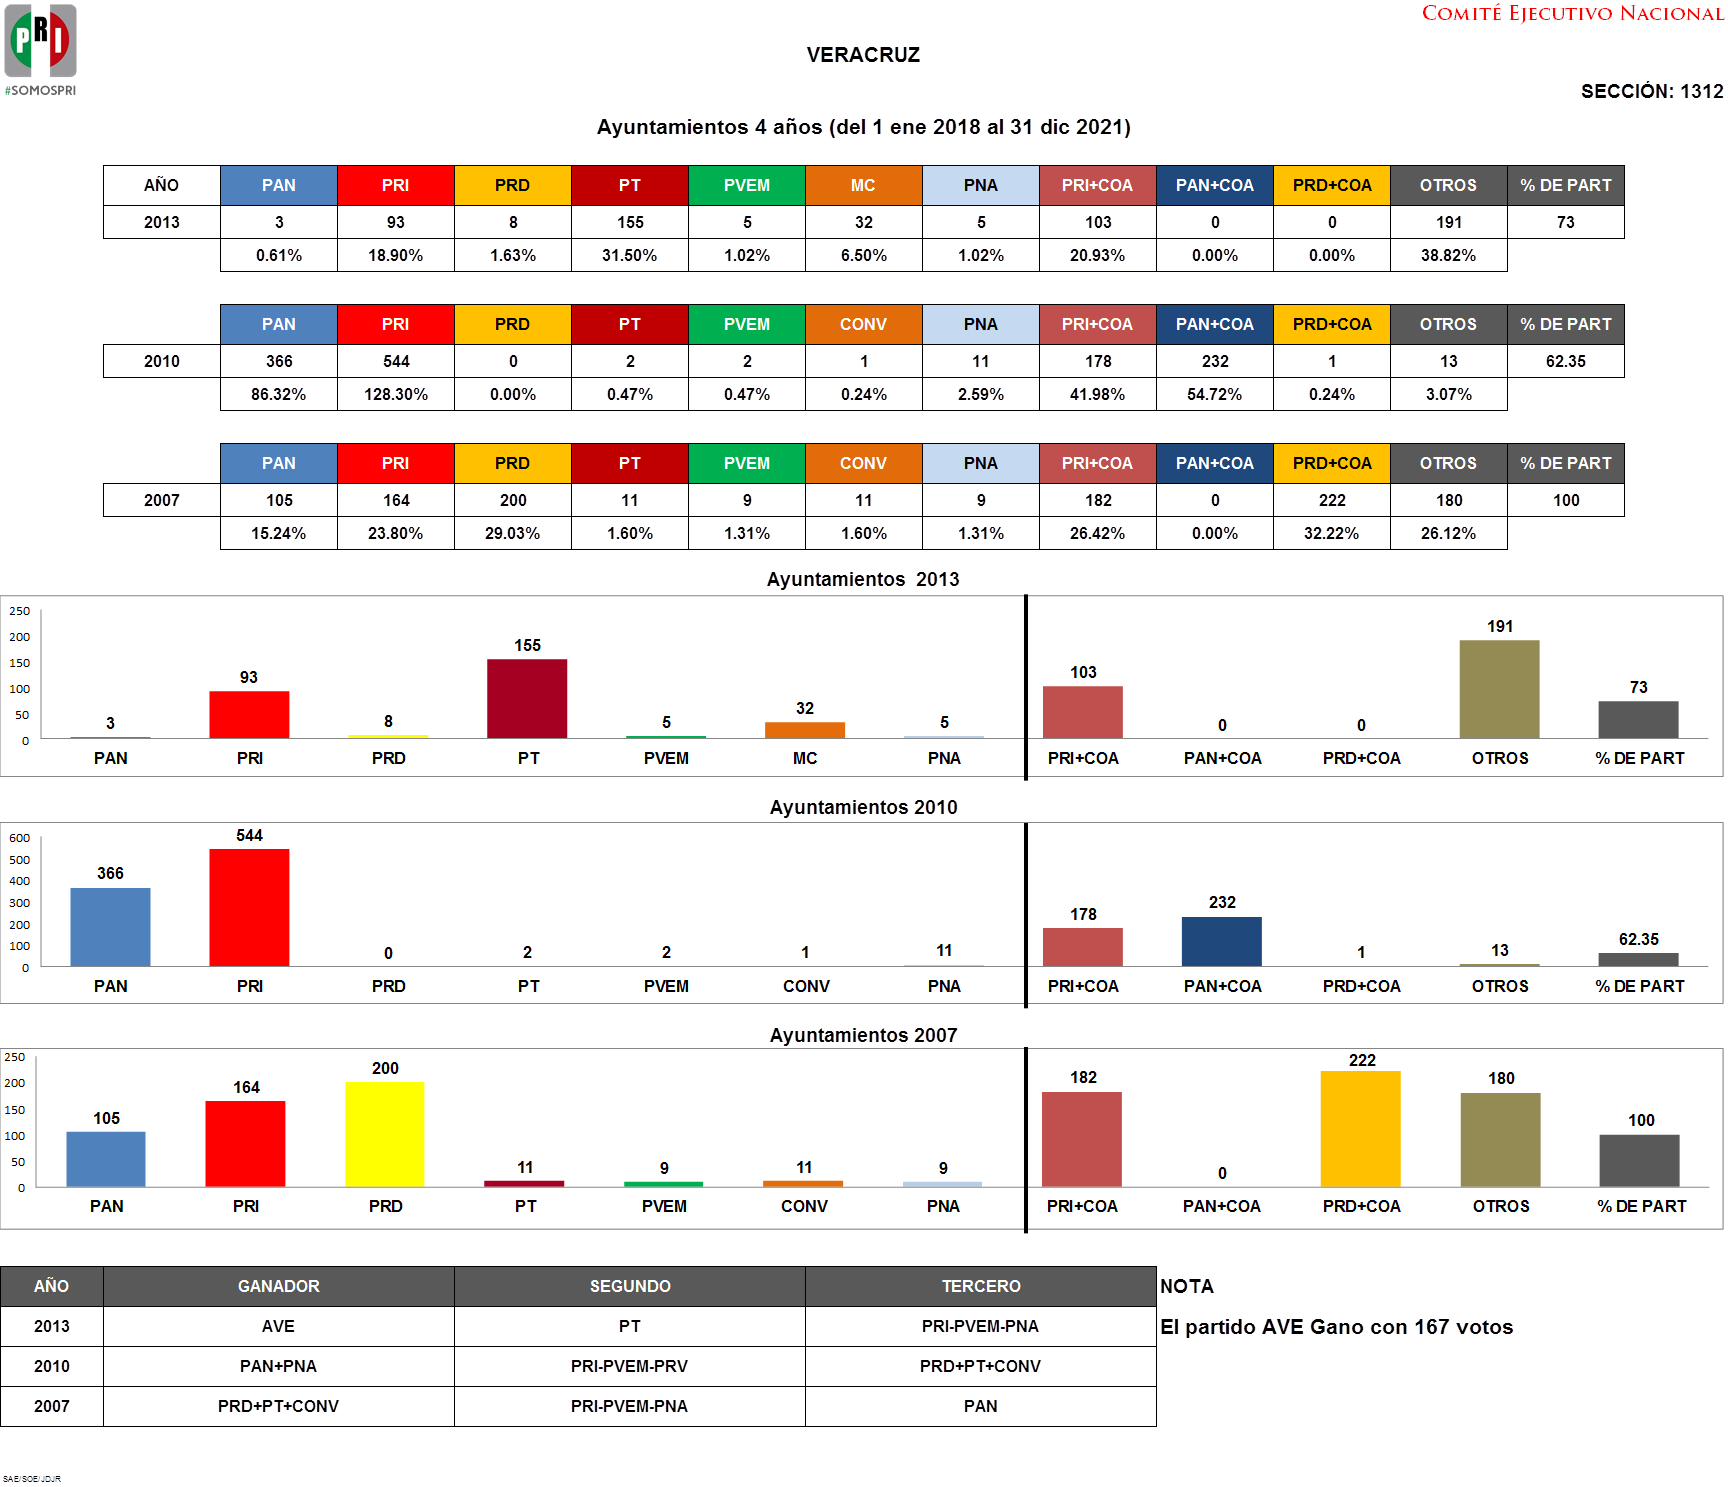 COMITÉ EJECUTIVO NACIONAL
PRI
#SOMOSPRI
VERACRUZ
SECCIÓN: 1312
Ayuntamientos 4 años (del 1 ene 2018 al 31 dic 2021)
AÑO PAN PRI PRD PT PVEM MC PNA PRI+COA PAN+COA PRD+COA OTROS % DE PART
2013 3 93 8 155 5 32 5 103 0 0 191 73
0.61% 18.90% 1.63% 31.50% 1.02% 6.50% 1.02% 20.93% 0.00% 0.00% 38.82%
PAN PRI PRD PT PVEM CONV PNA PRI+COA PAN+COA PRD+COA OTROS % DE PART
2010 366 544 0 2 2 1 11 178 232 1 13 62.35
86.32% 128.30% 0.00% 0.47% 0.47% 0.24% 2.59% 41.98% 54.72% 0.24% 3.07%
PAN PRI PRD PT PVEM CONV PNA PRI+COA PAN+COA PRD+COA OTROS % DE PART
2007 105 164 200 11 9 11 9 182 0 222 180 100
15.24% 23.80% 29.03% 1.60% 1.31% 1.60% 1.31% 26.42% 0.00% 32.22% 26.12%
Ayuntamientos 2013
250
200
150
100
50
0
3 93 8 155 5 32 5 103 0 0 191 73
PAN PRI PRD PT PVEM MC PNA PRI+COA PAN+COA PRD+COA OTROS % DE PART
Ayuntamientos 2010
600
500
400
300
200
100
0
366 544 0 2 2 1 11 178 232 1 13 62.35
PAN PRI PRD PT PVEM CONV PNA PRI+COA PAN+COA PRD+COA OTROS % DE PART
Ayuntamientos 2007
250
200
150
100
50
0
105 164 200 11 9 11 9 182 0 222 180 100
PAN PRI PRD PT PVEM CONV PNA PRI+COA PAN+COA PRD+COA OTROS % DE PART
AÑO GANADOR SEGUNDO TERCERO NOTA
2013 AVE PT PRI-PVEM-PNA El partido AVE Gano con 167 votos
2010 PAN+PNA PRI-PVEM-PRV PRD+PT+CONV
2007 PRD+PT+CONV PRI-PVEM-PNA PAN
SAE/SOE/JDJR